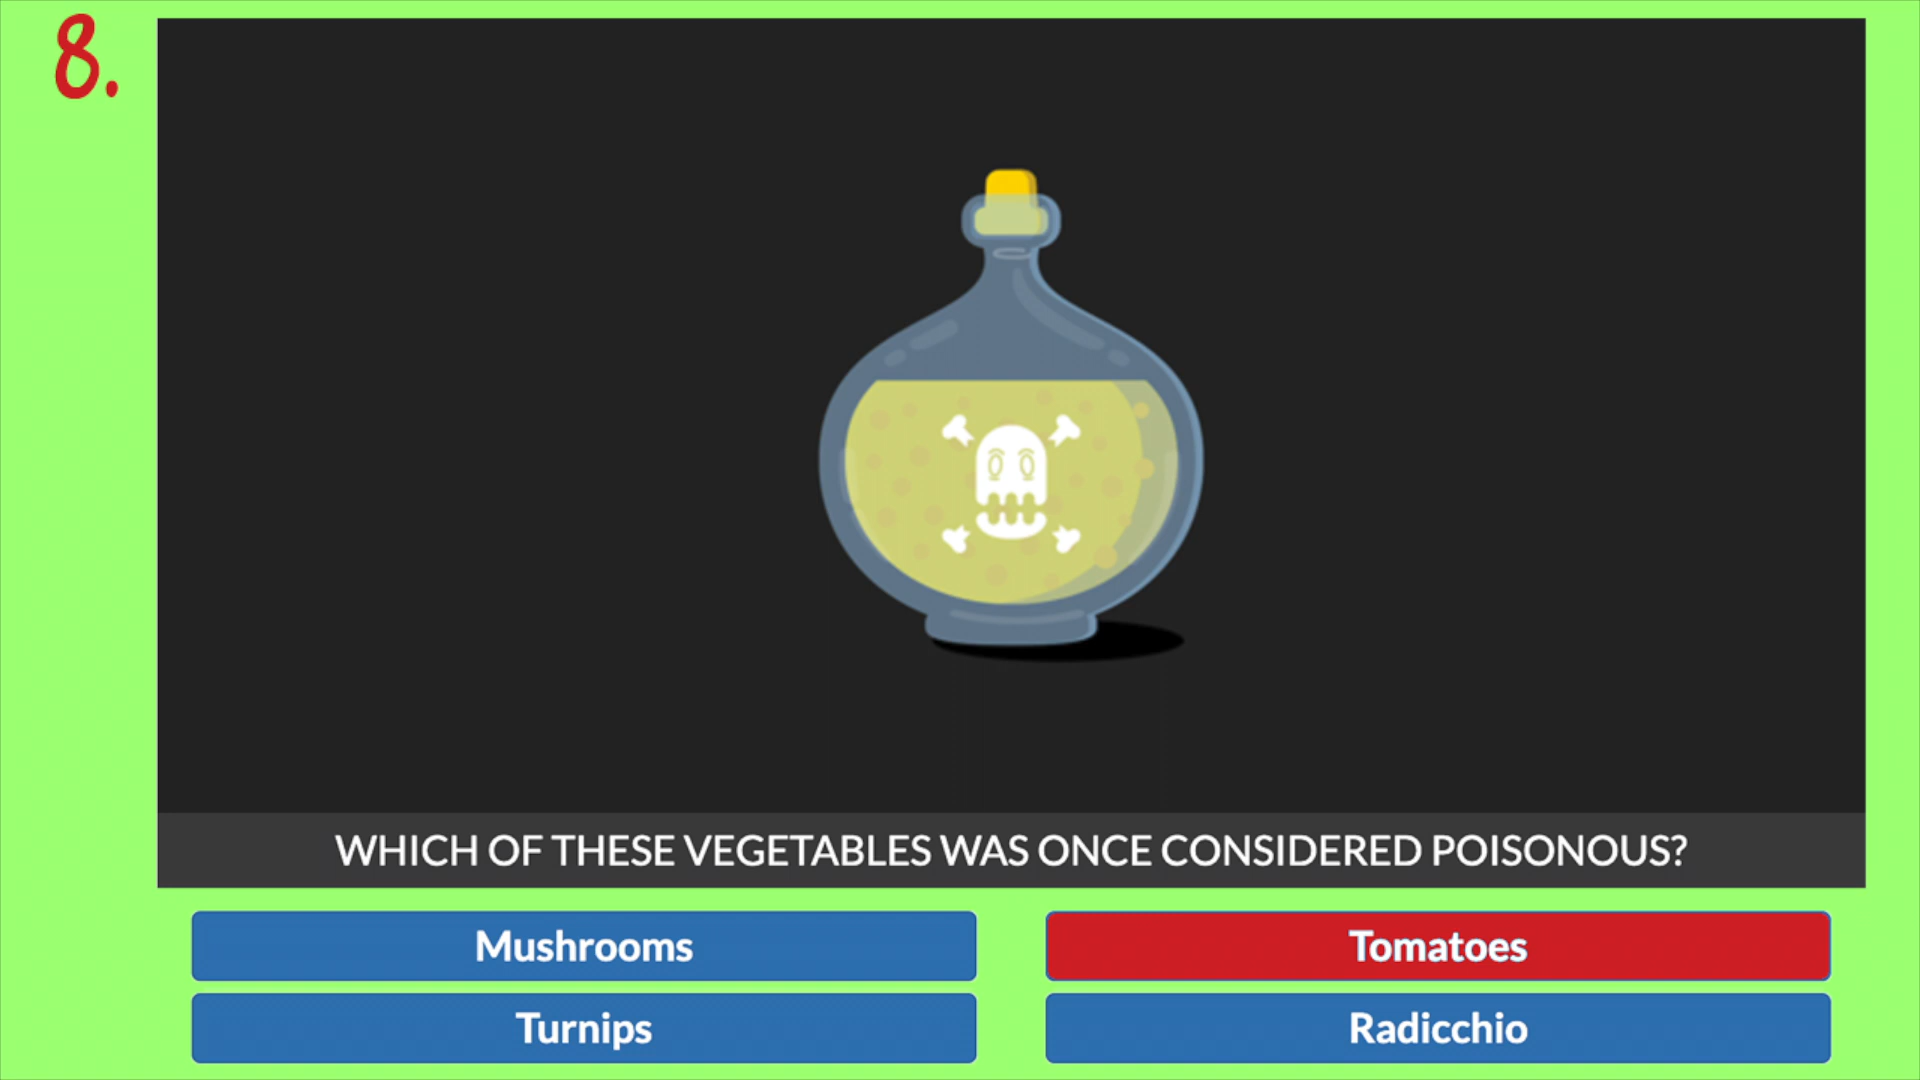 8.
WHICH OF THESE VEGETABLES WAS ONCE CONSIDERED POISONOUS?
Mushrooms
Tomatoes
Turnips
Radicchio